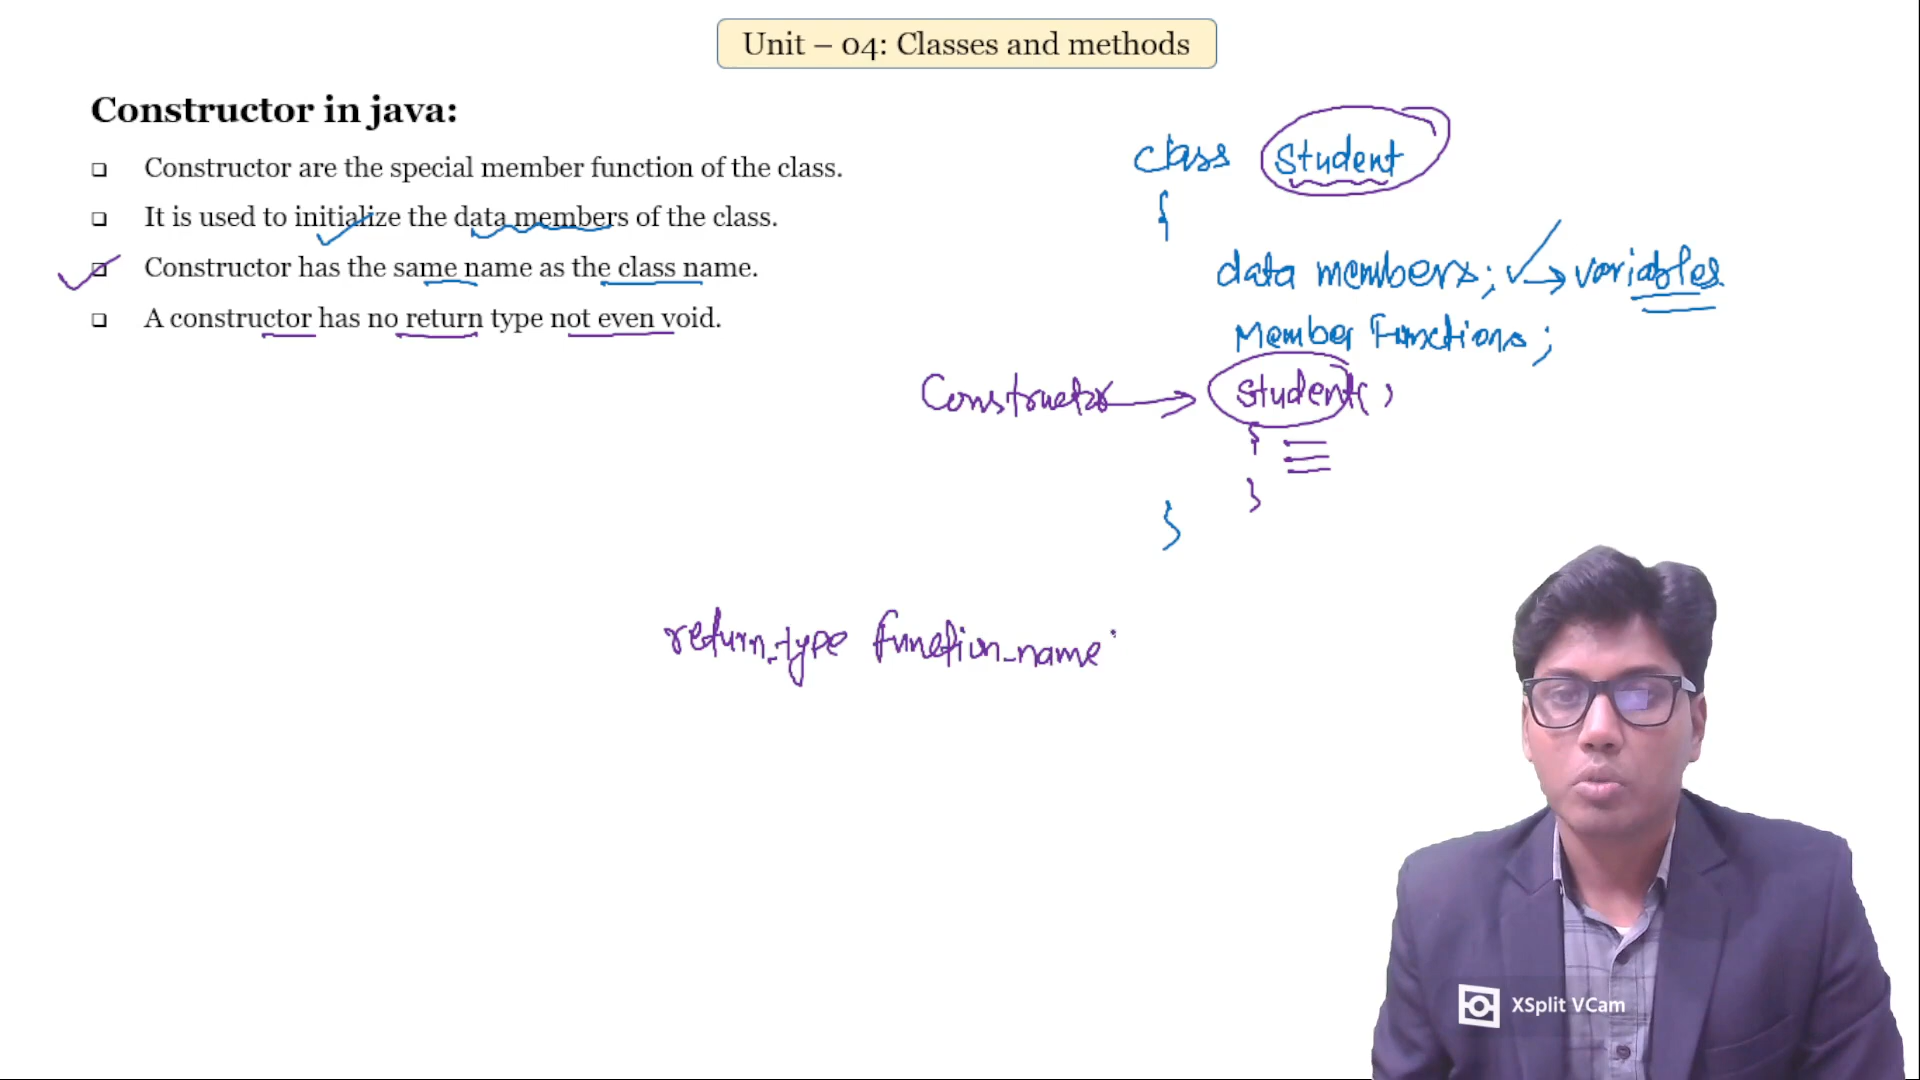 Unit – 04: Classes and methods
Constructor in java:
Constructor are the special member function of the class.
It is used to initialize the data members of the class.
Constructor has the same name as the class name.
A constructor has no return type not even void.
class Student
{
data members; → variables
Member Functions;
Constructor → Student()
{
}
}
return_type function_name
XSplit VCam